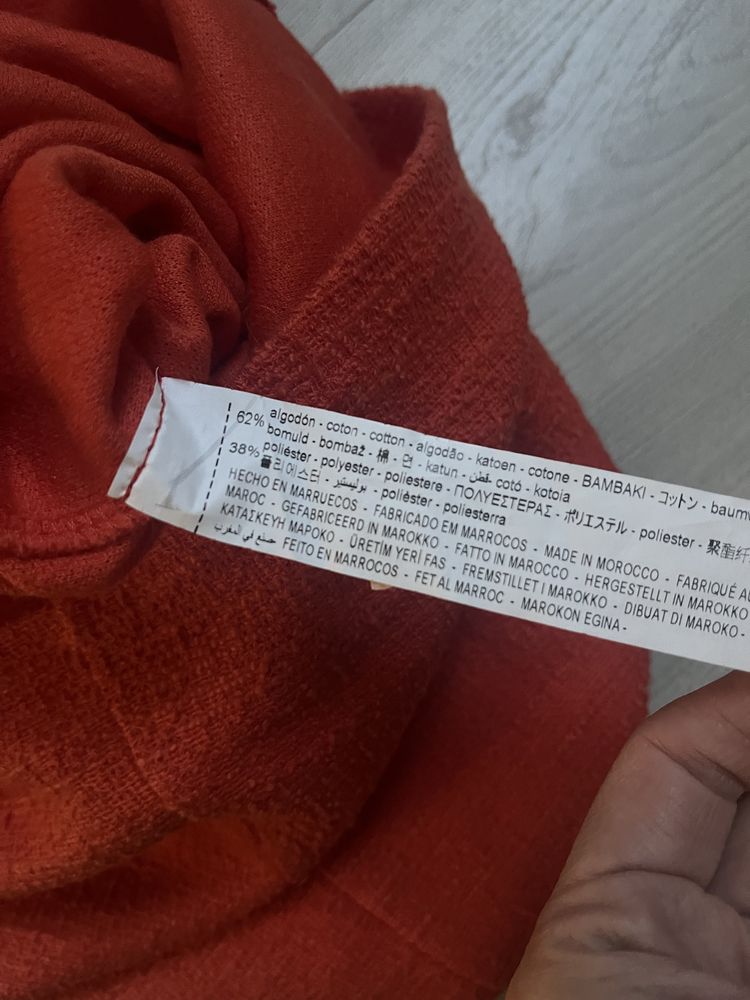 62% algodón - coton - cotton - algodão - katoen - cotone - BAMBAKI - コットン - baumw
bomuld - bombaž - 棉 - 면 - katun - قطن - cotó - kotoia
38% poliéster - polyester - poliestere - ΠΟΛΥΕΣΤΕΡΑΣ - ポリエステル - poliester - 聚酯纤
폴리에스터 - بوليستير - polièster - poliesterra
HECHO EN MARRUECOS - FABRICADO EM MARROCOS - MADE IN MOROCCO - FABRIQUÉ AU
MAROC - GEFABRICEERD IN MAROKKO - FATTO IN MAROCCO - HERGESTELLT IN MAROKKO
ΚΑΤΑΣΚΕΥΗ ΜΑΡΟΚΟ - ÜRETİM YERİ FAS - FREMSTILLET I MAROKKO - DIBUAT DI MAROKO -
صنع في المغرب FEITO EN MARROCOS - FET AL MARROC - MAROKON EGINA -